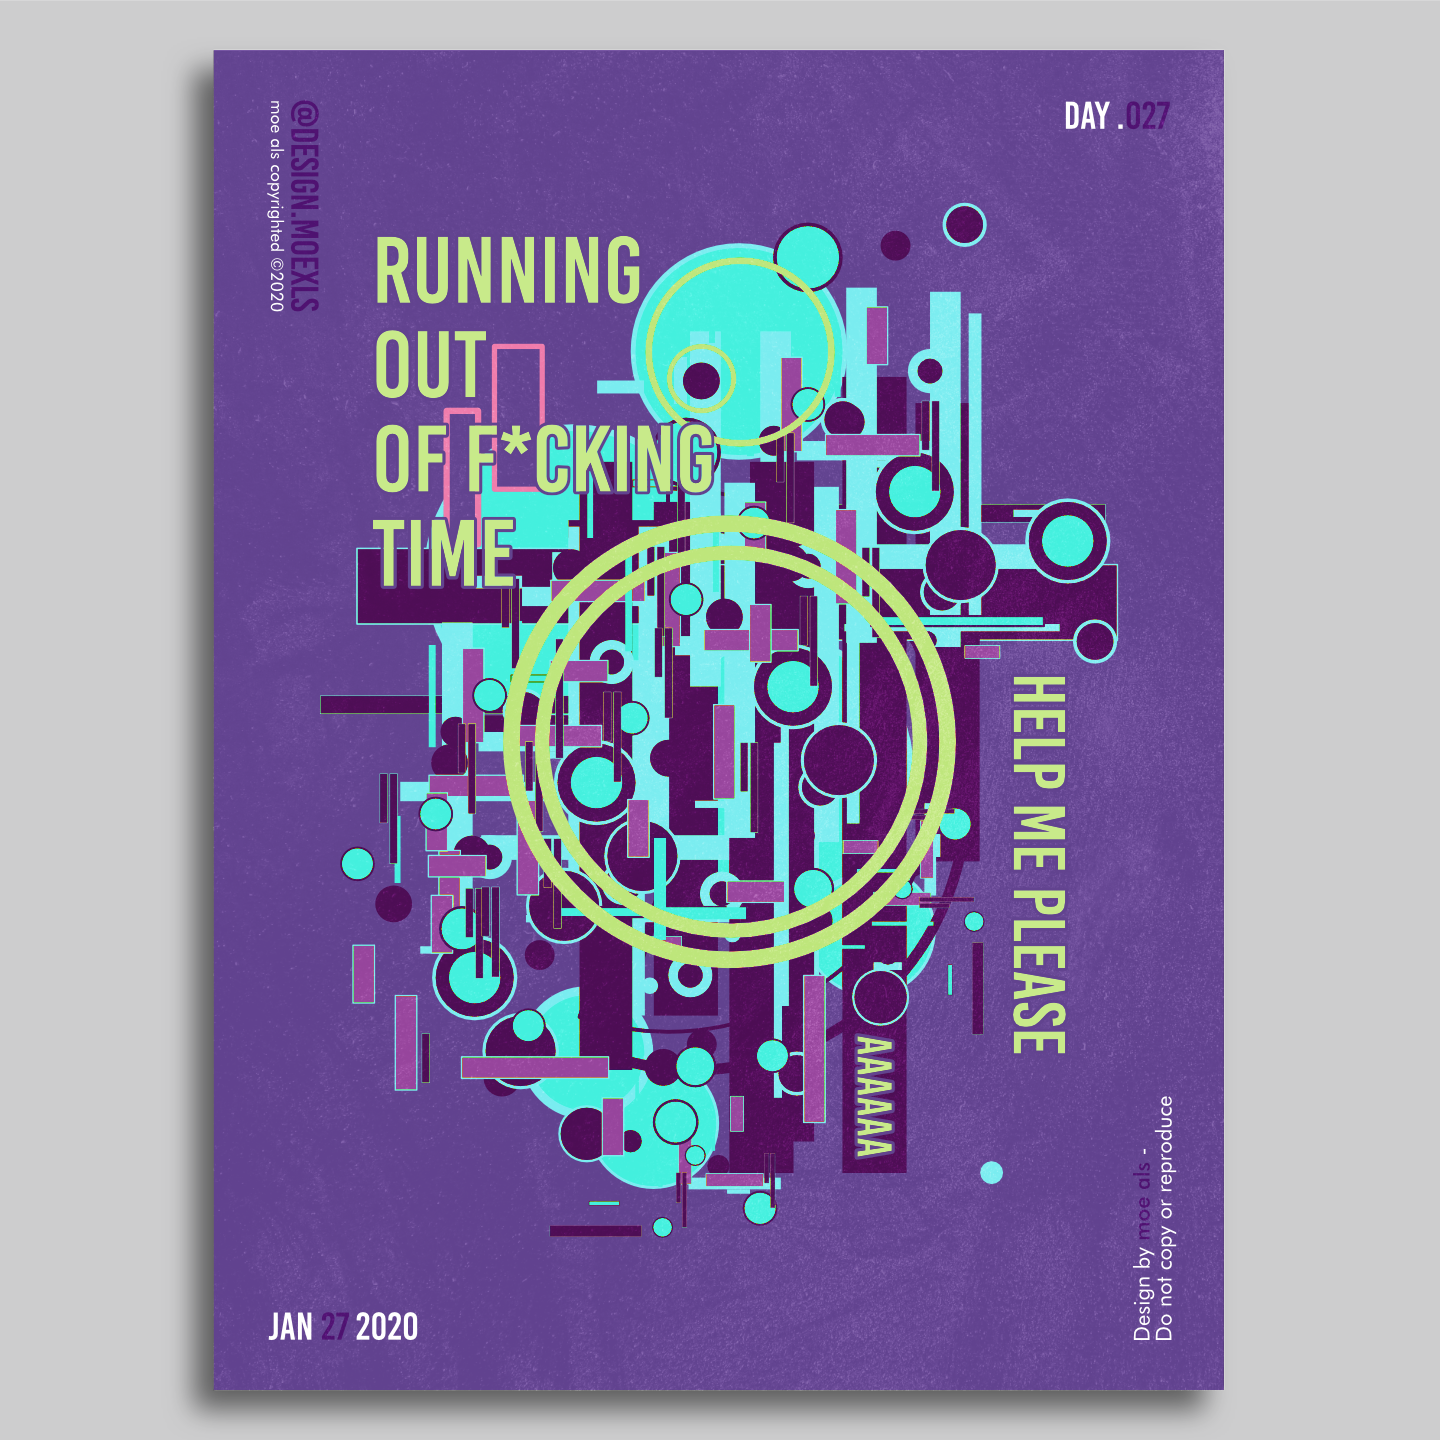 @DESIGN.MOEXLS
moe als copyrighted ©2020
DAY .027
RUNNING
OUT
OF F*CKING
TIME
HELP ME PLEASE
AAAAAA
Design by moe als -
Do not copy or reproduce
JAN 27 2020